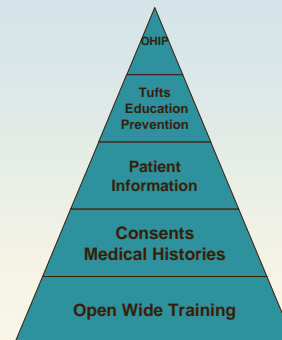 OHIP
Tufts
Education
Prevention
Patient
Information
Consents
Medical Histories
Open Wide Training